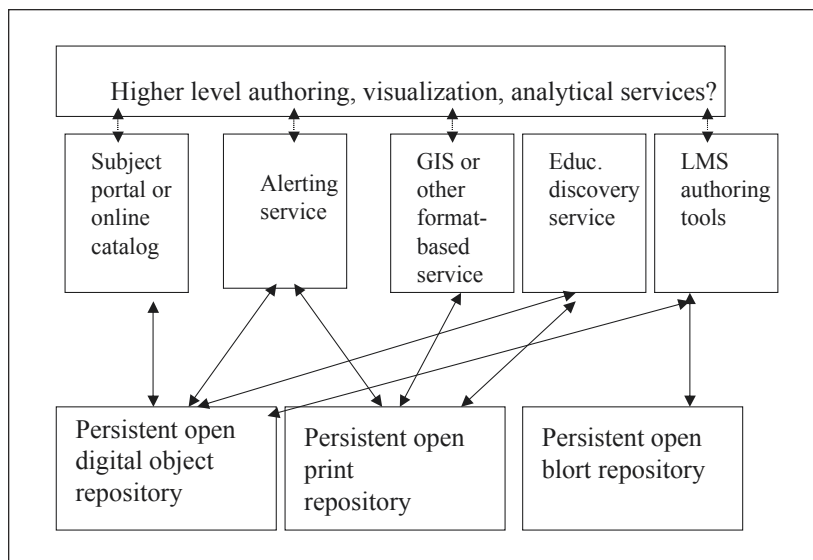 Higher level authoring, visualization, analytical services?
Subject
portal or
online
catalog
Alerting
service
GIS or
other
format-
based
service
Educ.
discovery
service
LMS
authoring
tools
Persistent open
digital object
repository
Persistent open
print
repository
Persistent open
blort repository